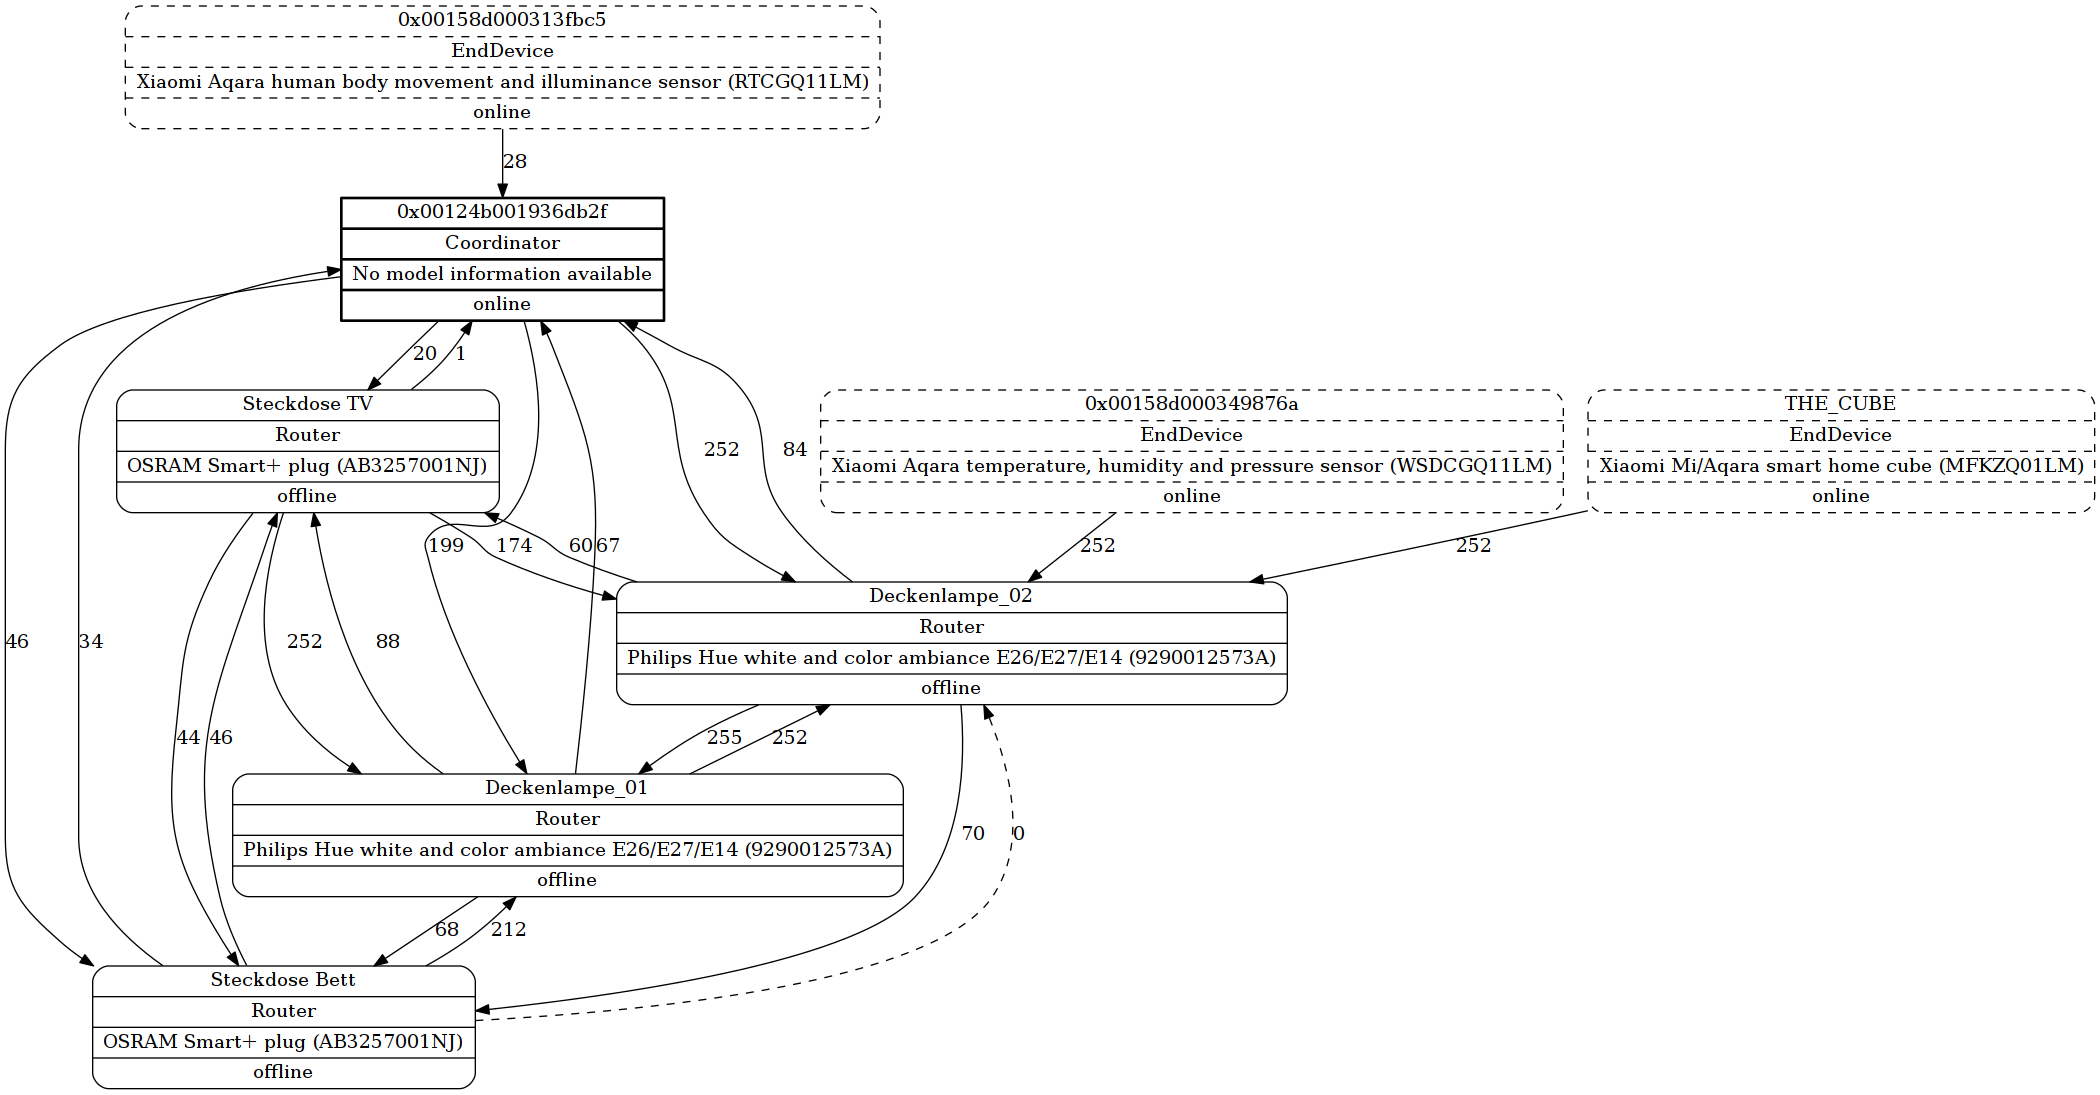 0x00158d000313fbc5
EndDevice
Xiaomi Aqara human body movement and illuminance sensor (RTCGQ11LM)
online
28
0x00124b001936db2f
Coordinator
No model information available
online
20
1
Steckdose TV
Router
OSRAM Smart+ plug (AB3257001NJ)
offline
252
84
0x00158d000349876a
EndDevice
Xiaomi Aqara temperature, humidity and pressure sensor (WSDCGQ11LM)
online
THE_CUBE
EndDevice
Xiaomi Mi/Aqara smart home cube (MFKZQ01LM)
online
199
174
60
67
252
252
Deckenlampe_02
Router
Philips Hue white and color ambiance E26/E27/E14 (9290012573A)
offline
46
34
252
88
44
46
255
252
Deckenlampe_01
Router
Philips Hue white and color ambiance E26/E27/E14 (9290012573A)
offline
70
0
68
212
Steckdose Bett
Router
OSRAM Smart+ plug (AB3257001NJ)
offline